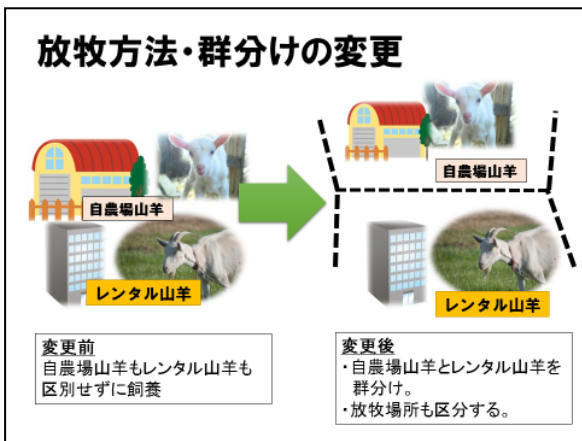 放牧方法・群分けの変更
自農場山羊
レンタル山羊
変更前
自農場山羊もレンタル山羊も
区別せずに飼養
自農場山羊
レンタル山羊
変更後
・自農場山羊とレンタル山羊を
群分け。
・放牧場所も区分する。